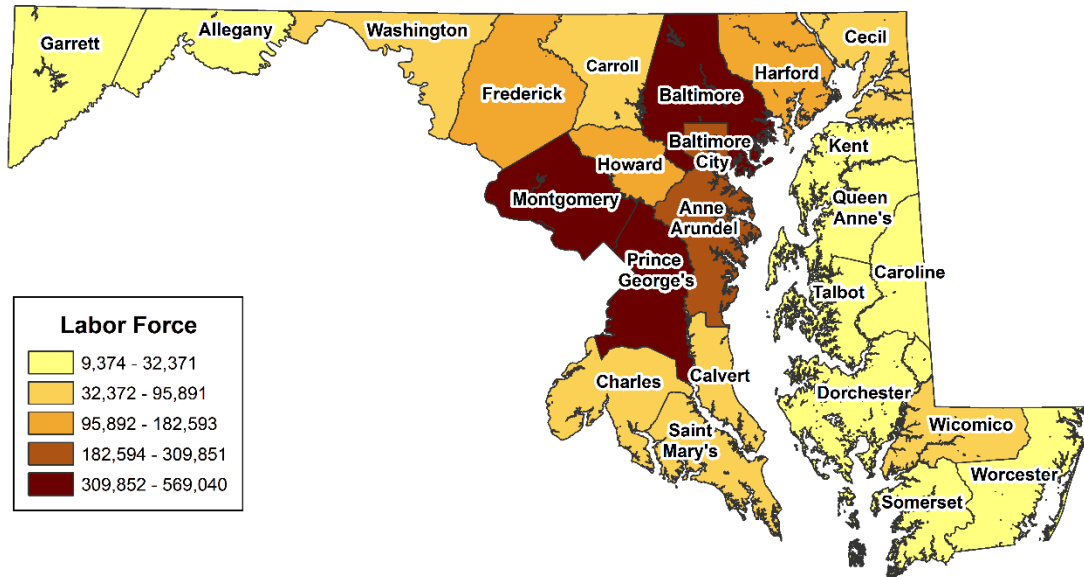 Garrett
Allegany
Washington
Frederick
Carroll
Baltimore
Harford
Cecil
Baltimore
City
Howard
Montgomery
Anne
Arundel
Prince
George's
Kent
Queen
Anne's
Caroline
Talbot
Charles
Calvert
Saint
Mary's
Dorchester
Wicomico
Worcester
Somerset
Labor Force
9,374 - 32,371
32,372 - 95,891
95,892 - 182,593
182,594 - 309,851
309,852 - 569,040